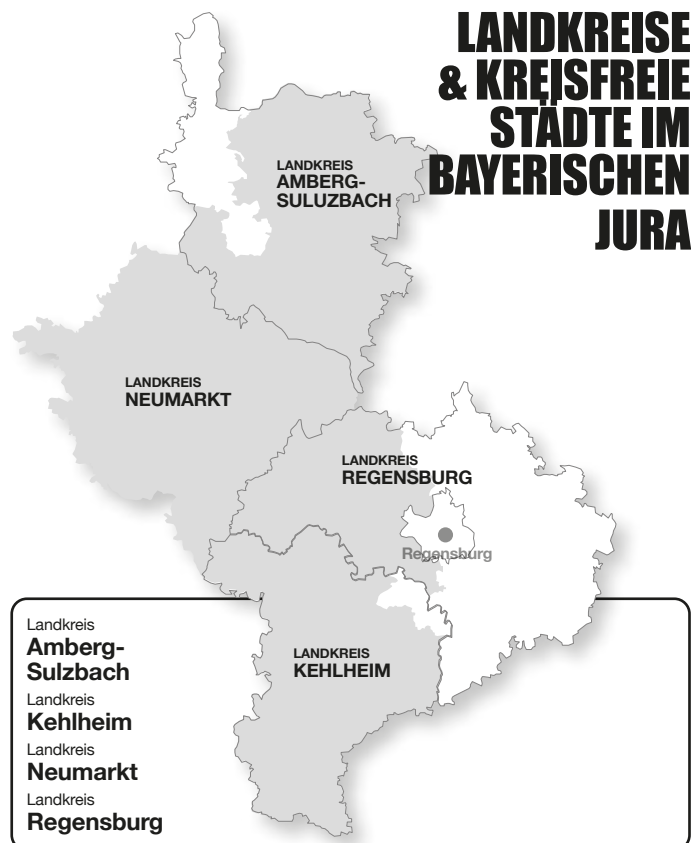 LANDKREISE
& KREISFREIE
STÄDTE IM
BAYERISCHEN
JURA
LANDKREIS
AMBERG-
SULUZBACH
LANDKREIS
NEUMARKT
LANDKREIS
REGENSBURG
Regensburg
LANDKREIS
KEHLHEIM
Landkreis
Amberg-
Sulzbach
Landkreis
Kehlheim
Landkreis
Neumarkt
Landkreis
Regensburg